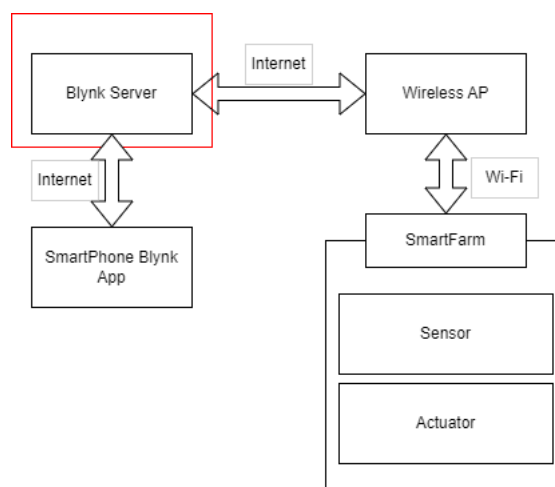 Internet
Blynk Server
Wireless AP
Internet
Wi-Fi
SmartPhone Blynk
App
SmartFarm
Sensor
Actuator